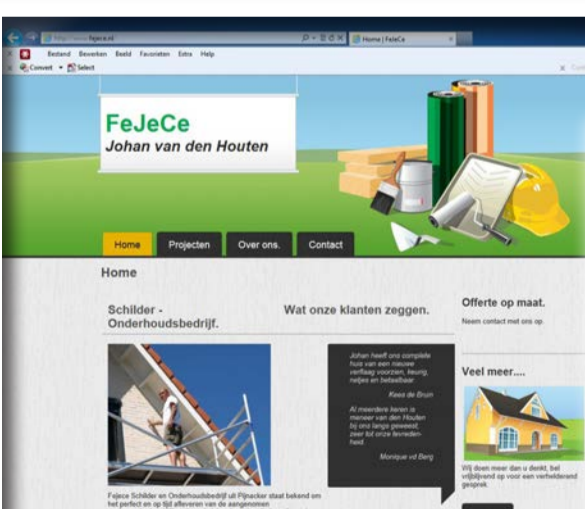 http://www.fejece.nl
Home | FeJeCe
Bestand Bewerken Beeld Favorieten Extra Help
Convert Select
FeJeCe
Johan van den Houten
Home Projecten Over ons. Contact
Home
Schilder -
Onderhoudsbedrijf.
Wat onze klanten zeggen.
Offerte op maat.
Neem contact met ons op.
Johan heeft ons complete
huis van een nieuwe
verflaag voorzien, keurig,
netjes en betaalbaar.
Kees de Bruin
Al meerdere keren is
meneer van den Houten
bij ons langs geweest,
zeer tot onze tevreden-
heid.
Monique vd Berg
Veel meer....
Wij doen meer dan u denkt, bel
vrijblijvend op voor een verhelderend
gesprek.
Fejece Schilder en Onderhoudsbedrijf uit Pijnacker staat bekend om
het perfect en op tijd afleveren van de aangenomen